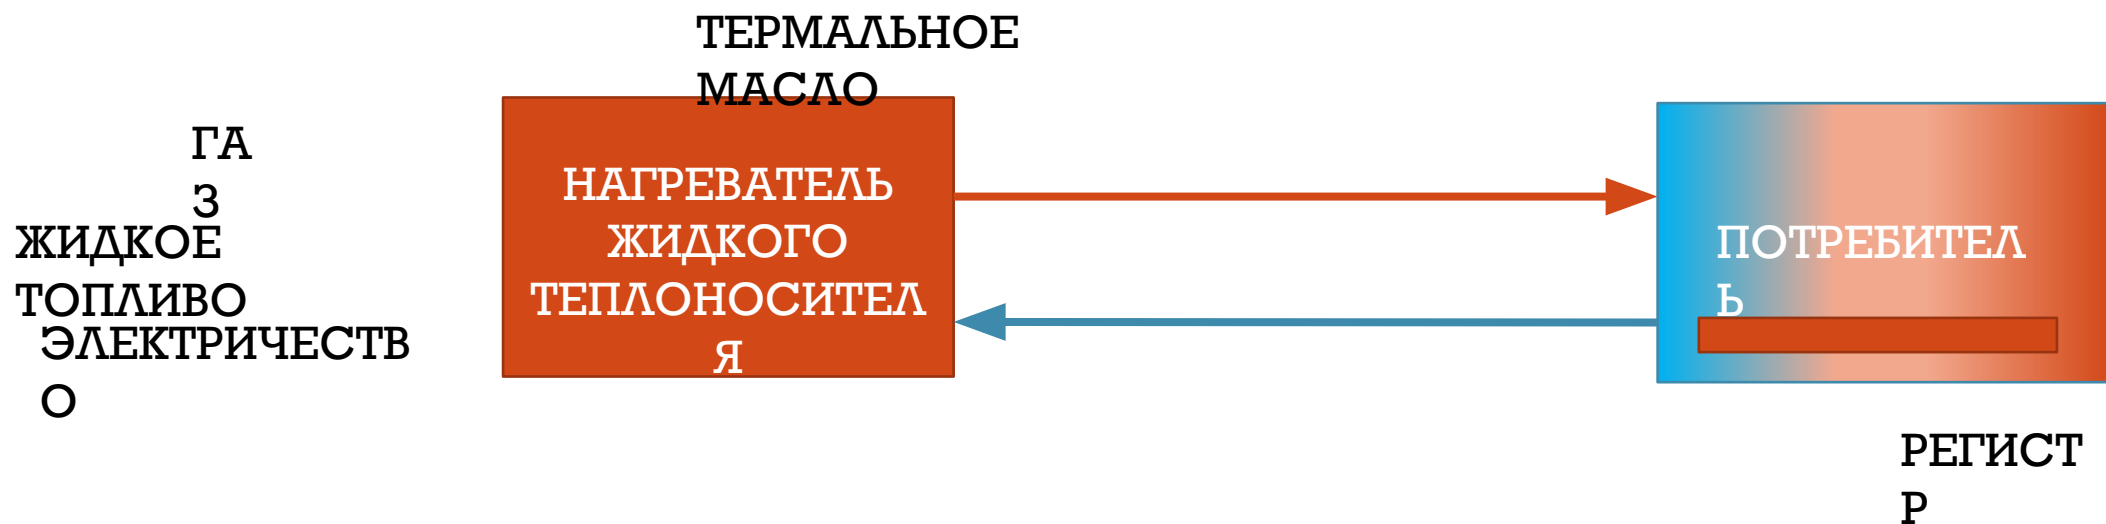 ТЕРМАЛЬНОЕ
МАСЛО
ГА
З
ЖИДКОЕ
ТОПЛИВО
ЭЛЕКТРИЧЕСТВ
О
НАГРЕВАТЕЛЬ
ЖИДКОГО
ТЕПЛОНОСИТЕЛ
Я
ПОТРЕБИТЕЛ
Ь
РЕГИСТ
Р